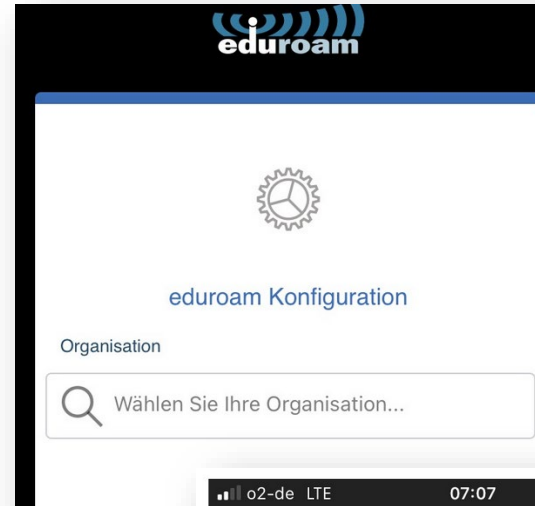 eduroam
eduroam Konfiguration
Organisation
Wählen Sie Ihre Organisation...
o2-de LTE 07:07